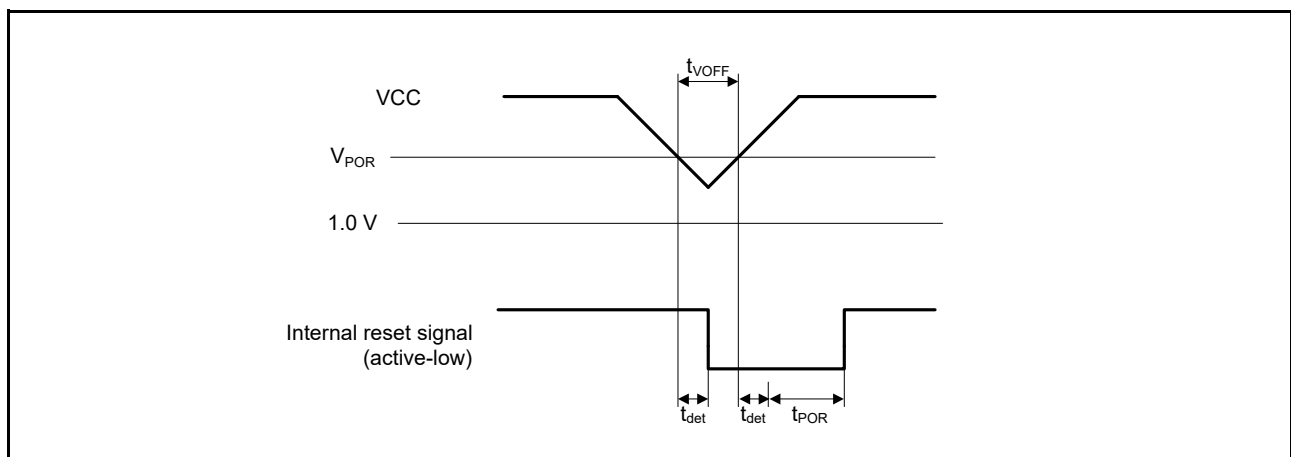 tVOFF
VCC
VPOR
1.0 V
Internal reset signal
(active-low)
tdet
tdet
tPOR